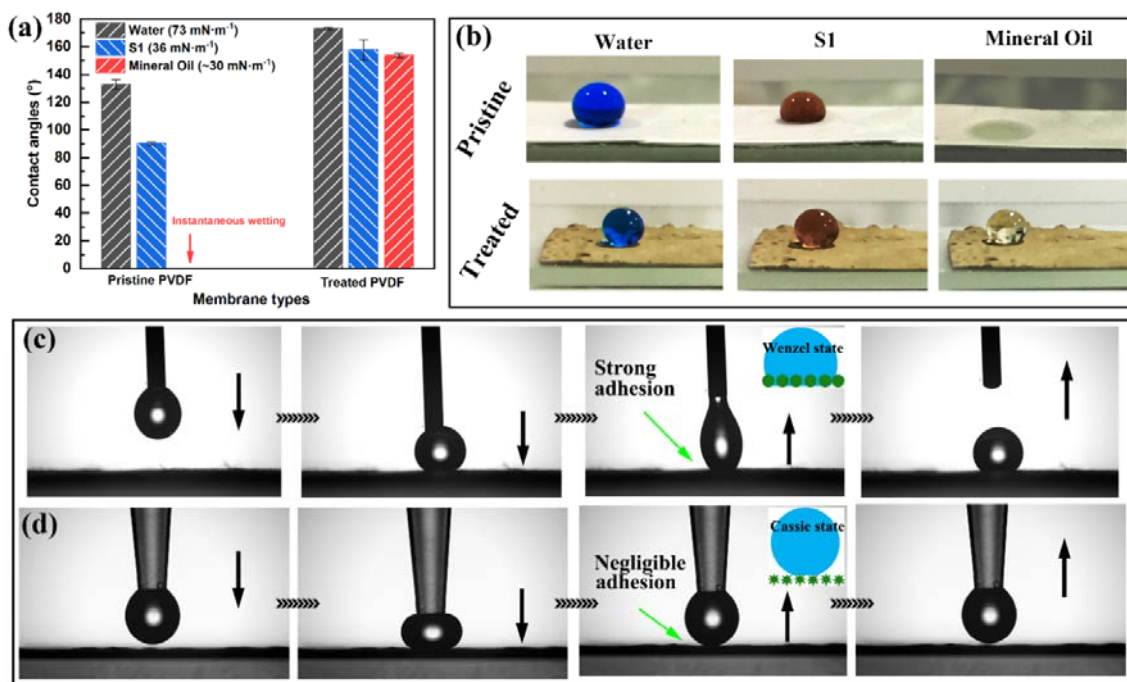 (a)
180
160
140
120
100
80
60
40
20
0
Contact angles (°)
Water (73 mN·m⁻¹)
S1 (36 mN·m⁻¹)
Mineral Oil (~30 mN·m⁻¹)
Instantaneous wetting
Pristine PVDF
Treated PVDF
Membrane types
(b)
Water
S1
Mineral Oil
Pristine
Treated
(c)
Strong
adhesion
Wenzel state
(d)
Negligible
adhesion
Cassie state